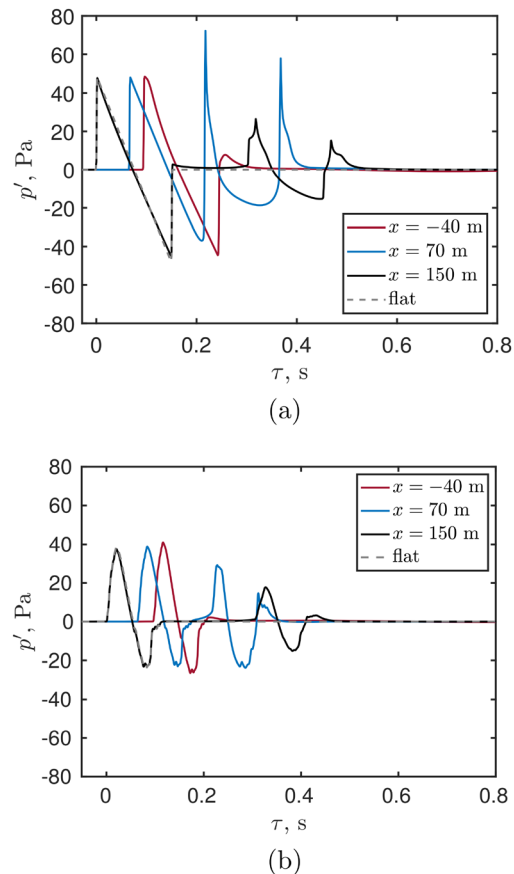 80
60
40
20
0
-20
-40
-60
-80
p′, Pa
x = −40 m
x = 70 m
x = 150 m
flat
0 0.2 0.4 0.6 0.8
τ, s
(a)
80
60
40
20
0
-20
-40
-60
-80
p′, Pa
x = −40 m
x = 70 m
x = 150 m
flat
0 0.2 0.4 0.6 0.8
τ, s
(b)